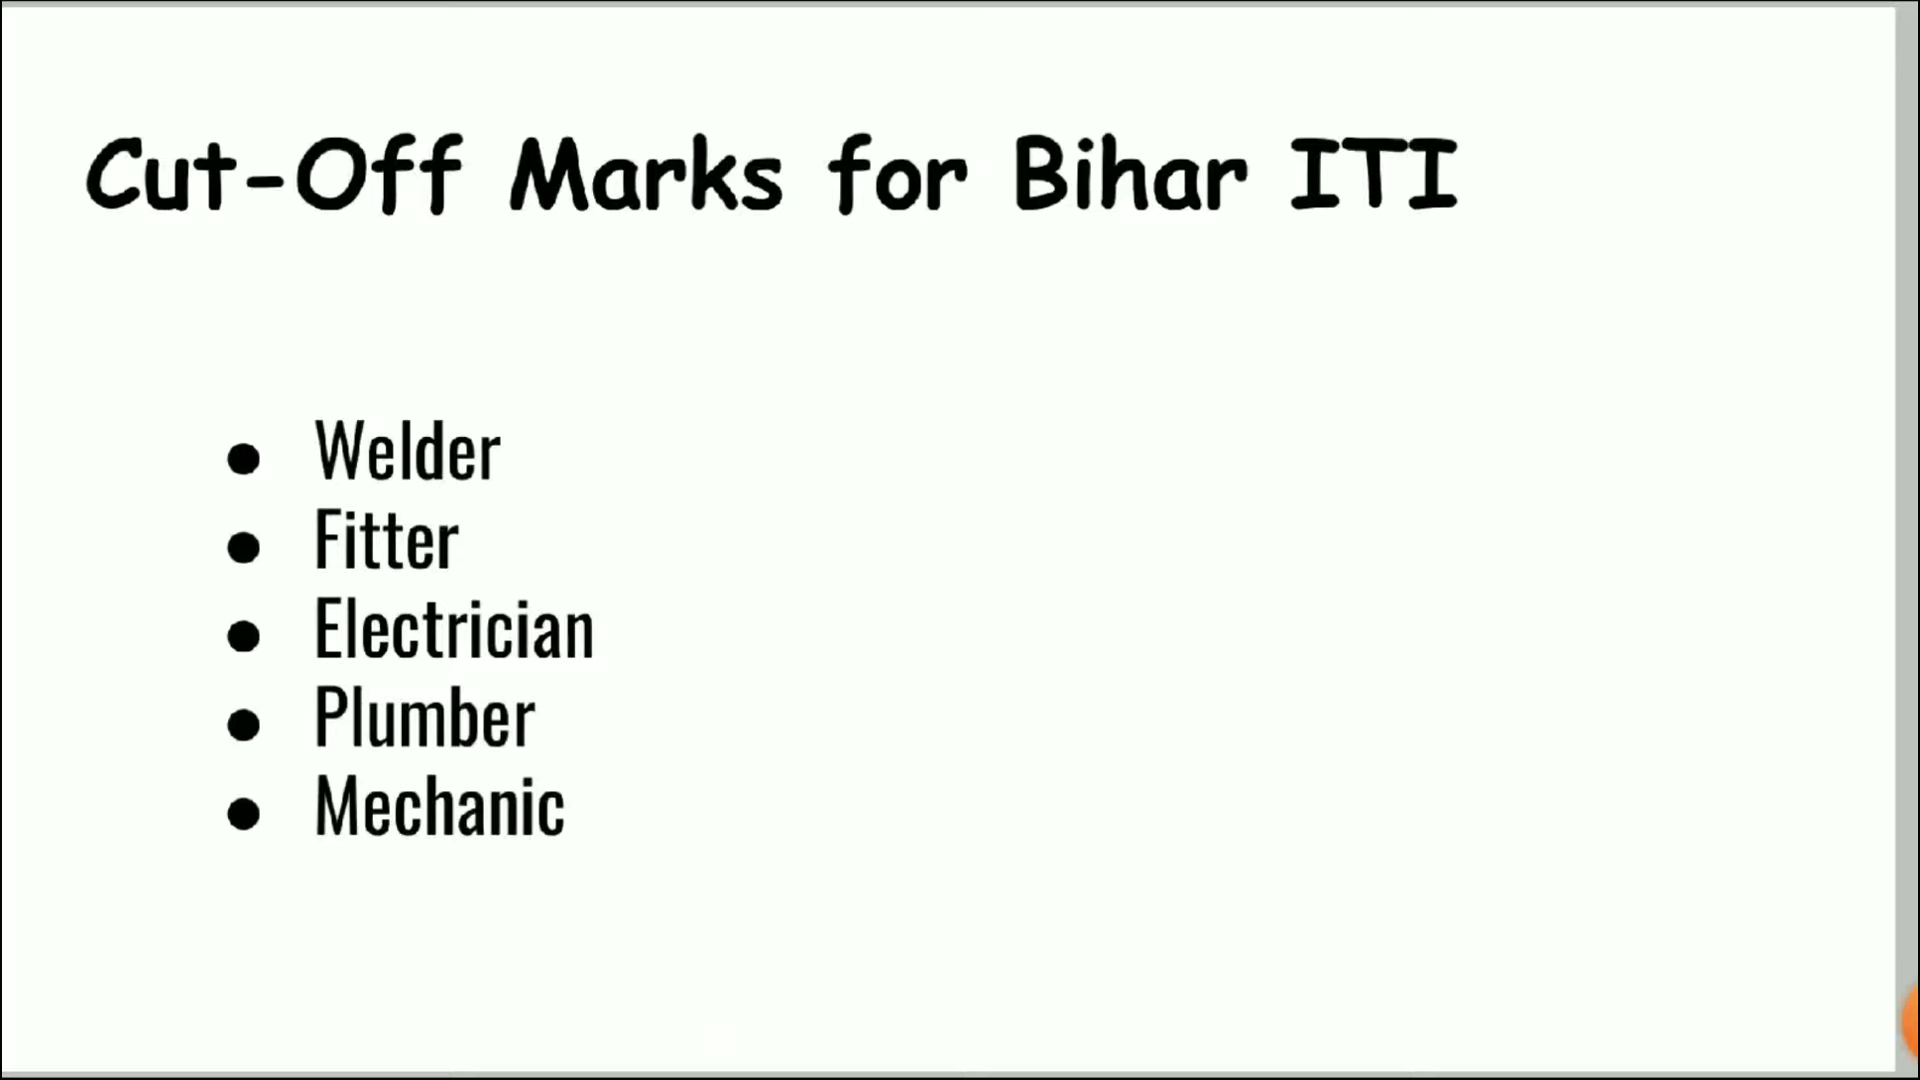 Cut-Off Marks for Bihar ITI
● Welder
● Fitter
● Electrician
● Plumber
● Mechanic